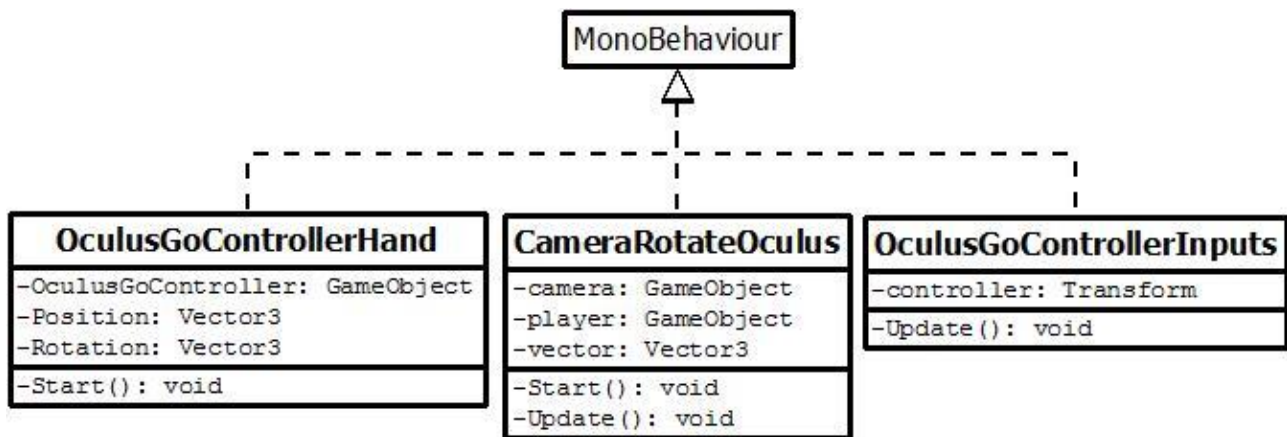 MonoBehaviour
OculusGoControllerHand
-OculusGoController: GameObject
-Position: Vector3
-Rotation: Vector3
-Start(): void
CameraRotateOculus
-camera: GameObject
-player: GameObject
-vector: Vector3
-Start(): void
-Update(): void
OculusGoControllerInputs
-controller: Transform
-Update(): void